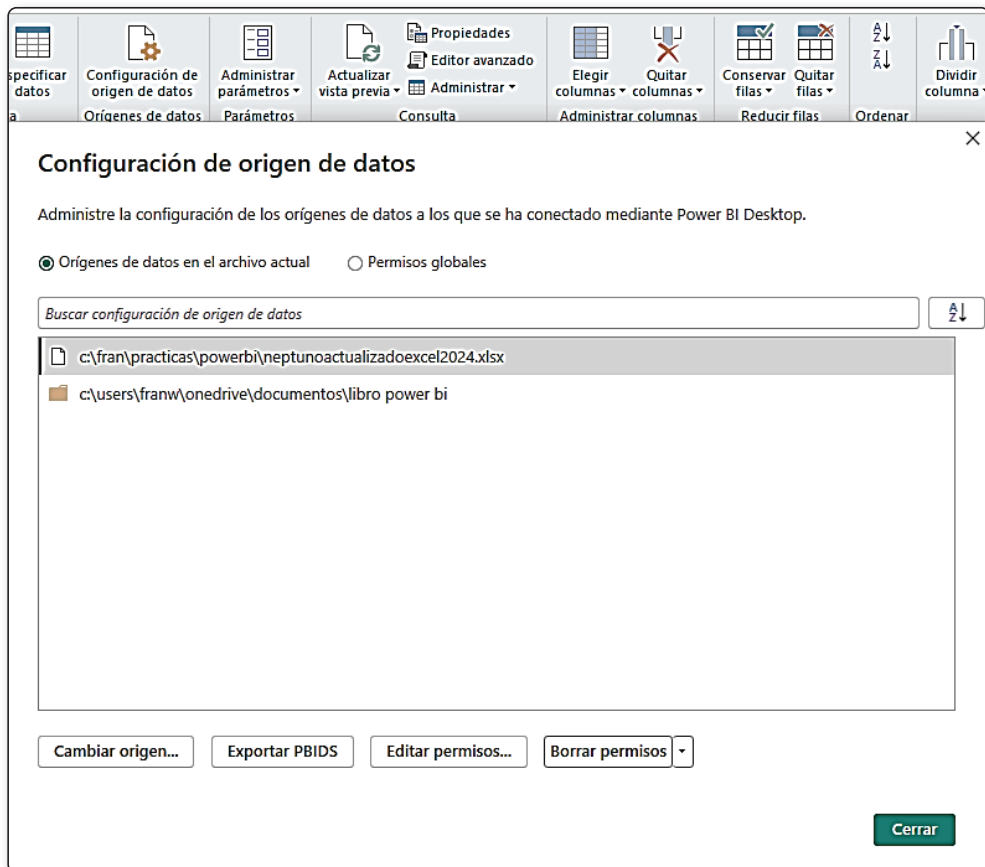 Propiedades
Editor avanzado
Administrar
especificar datos
Configuración de origen de datos
Administrar parámetros
Actualizar vista previa
Elegir columnas
Quitar columnas
Conservar filas
Quitar filas
Dividir columna
a
Orígenes de datos
Parámetros
Consulta
Administrar columnas
Reducir filas
Ordenar
Configuración de origen de datos
Administre la configuración de los orígenes de datos a los que se ha conectado mediante Power BI Desktop.
Orígenes de datos en el archivo actual
Permisos globales
Buscar configuración de origen de datos
c:\fran\practicas\powerbi\neptunoactualizadoexcel2024.xlsx
c:\users\franw\onedrive\documentos\libro power bi
Cambiar origen...
Exportar PBIDS
Editar permisos...
Borrar permisos
Cerrar